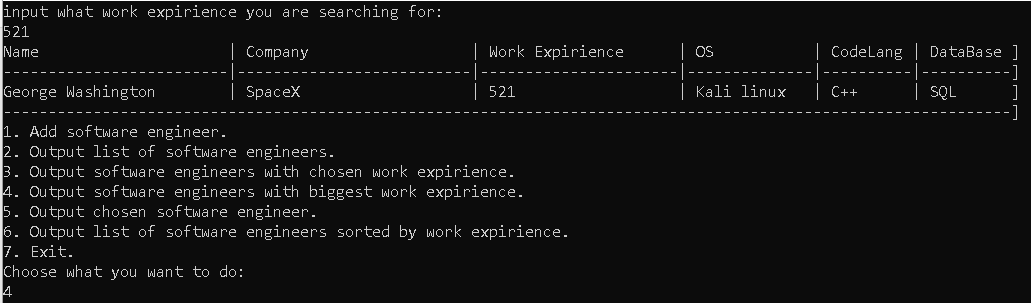 input what work expirience you are searching for:
521
Name                     | Company                   | Work Expirience      | OS           | CodeLang | DataBase ]
-------------------------|--------------------------|----------------------|--------------|----------|----------]
George Washington        | SpaceX                    | 521                  | Kali linux   | C++      | SQL      ]
----------------------------------------------------------------------------------------------------------------]
1. Add software engineer.
2. Output list of software engineers.
3. Output software engineers with chosen work expirience.
4. Output software engineers with biggest work expirience.
5. Output chosen software engineer.
6. Output list of software engineers sorted by work expirience.
7. Exit.
Choose what you want to do:
4